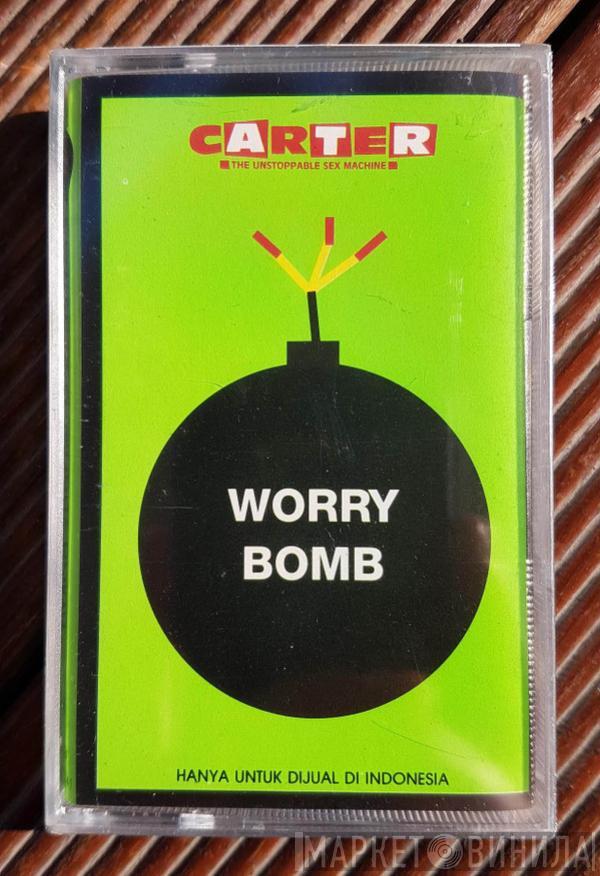 CARTER
THE UNSTOPPABLE SEX MACHINE
WORRY
BOMB
HANYA UNTUK DIJUAL DI INDONESIA
МАРКЕТ ВИНИЛА